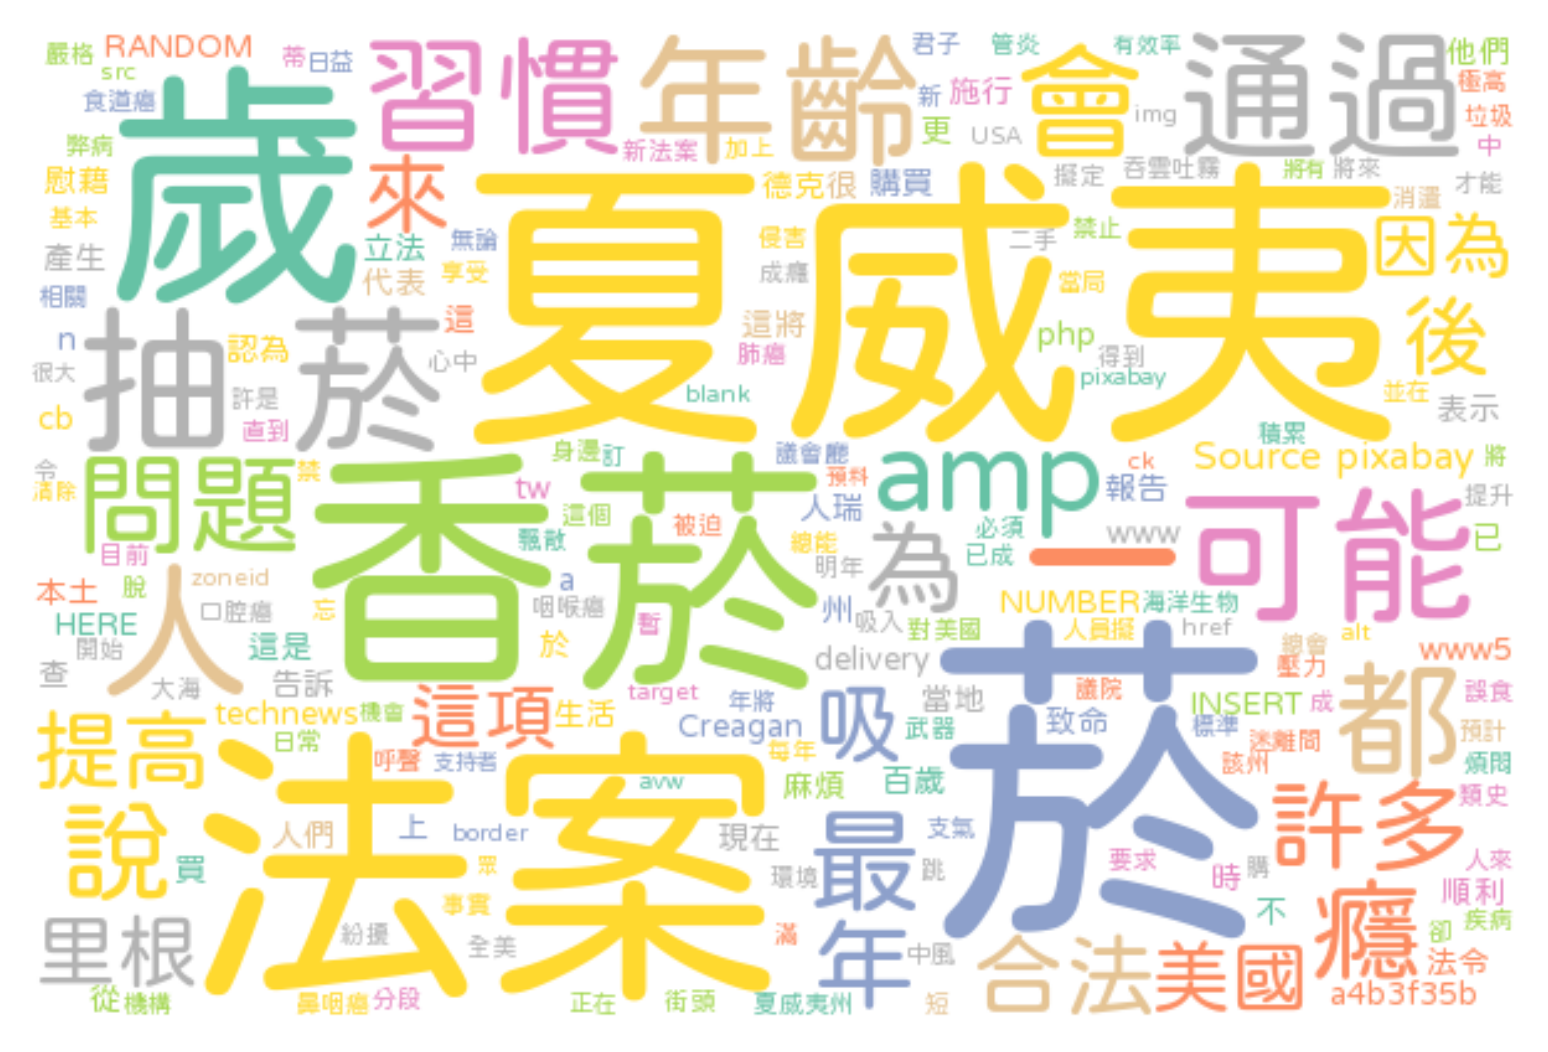 嚴格 RANDOM 蒂 日益 習慣 年齡 君子 管炎 會 有效率 通過 他們
src 食道癌 歲 新 施行 img 極高
弊病 新法案 加上 更 USA 垃圾 中
慰藉 來 夏威夷 德克很 購買 擬定 吞雲吐霧 將有 將來 才能
基本 立法 無論 侵害 二手 禁止 消遣 因為
產生 代表 享受 成癮 當局
相關 抽菸 這 這將 php 後
n 認為 心中 肺癌 得到
很大 許是 blank pixabay 並在 表示
cb 直到 積累
令 問題 禁 香菸 身邊 訂 議會廳 amp ck Source pixabay 將
清除 tw 預料 人瑞 報告 可能 提升
目前 這個 飄散 被迫 總能 為 必須 www 已
本土 脫 人 zoneid a 明年 已成 一
HERE 口腔癌 忘 咽喉癌 暫 州 吸入 對美國 NUMBER 海洋生物 人員擬 href
開始 這是 於 delivery 菸 總會 alt www5
查 大海 告訴 target 年將 吸 當地 議院 壓力 都 誤食
提高 technews 機會 這項 生活 Creagan 武器 致命 INSERT 成 標準 預計
日常 法案 呼聲 支持者 每年 迷離間 該州 煩悶
說 avw 麻煩 百歲 許多 類史
人們 上 border 現在 最 支氣
買 眾 環境 跳 要求 時 購 人來
里根 事實 癮 順利
紛擾 全美 滿 年 中風 合法 美國 不 卻 疾病 法令
從 機構 鼻咽癌 分段 正在 街頭 夏威夷州 短 a4b3f35b